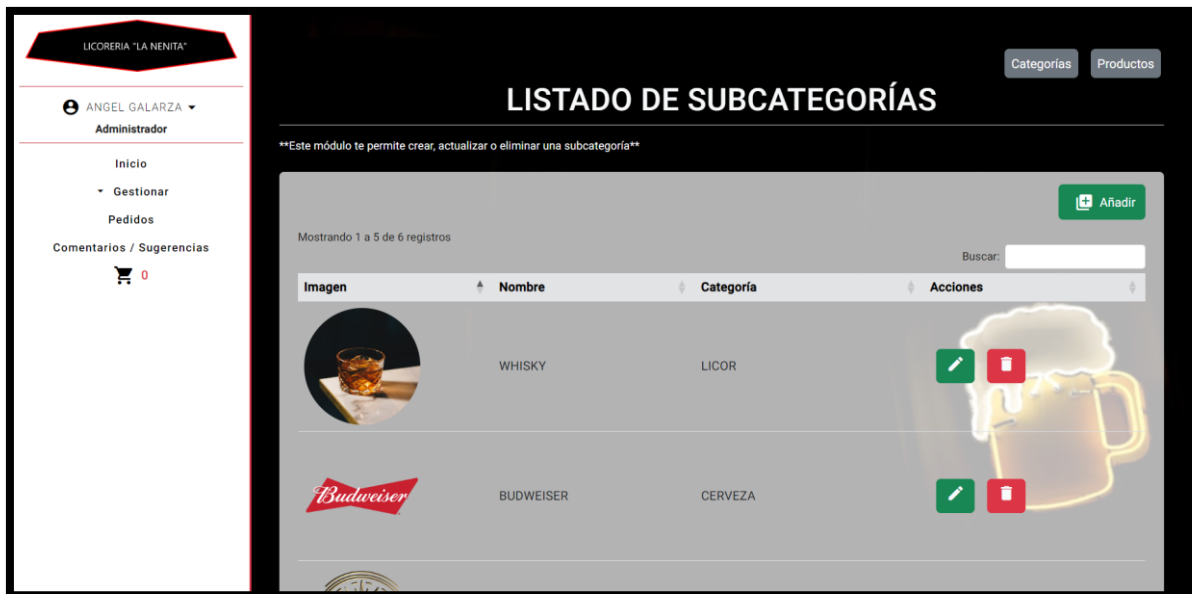 LICORERIA "LA NENITA"
ANGEL GALARZA
Administrador
Inicio
Gestionar
Pedidos
Comentarios / Sugerencias
0
Categorías Productos
LISTADO DE SUBCATEGORÍAS
**Este módulo te permite crear, actualizar o eliminar una subcategoría**
Añadir
Mostrando 1 a 5 de 6 registros
Buscar:
Imagen Nombre Categoría Acciones
WHISKY LICOR
Budweiser BUDWEISER CERVEZA